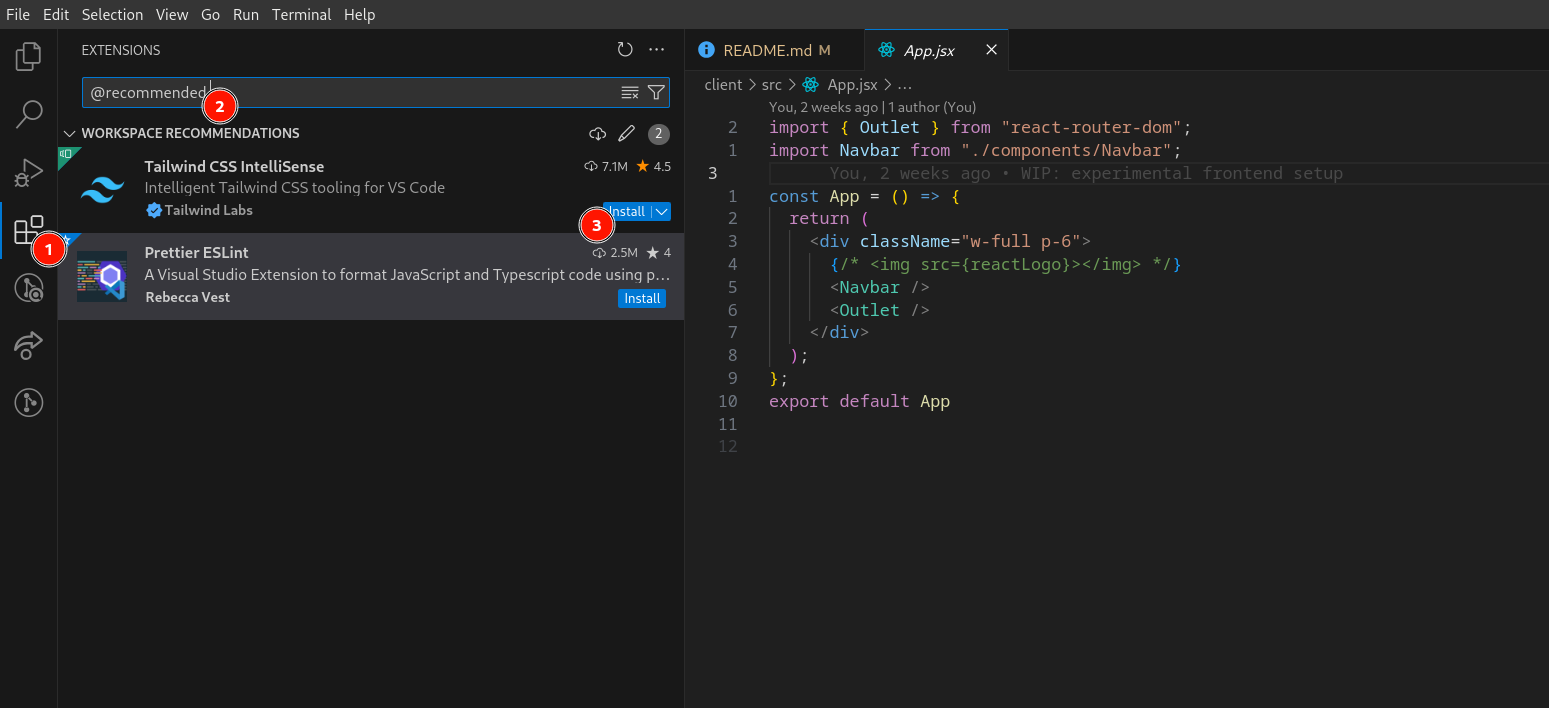 File Edit Selection View Go Run Terminal Help
EXTENSIONS
@recommended
2
WORKSPACE RECOMMENDATIONS
2
Tailwind CSS IntelliSense
7.1M 4.5
Intelligent Tailwind CSS tooling for VS Code
Tailwind Labs
Install
3
1
Prettier ESLint
2.5M 4
A Visual Studio Extension to format JavaScript and Typescript code using p...
Rebecca Vest
Install
README.md M
App.jsx
client > src > App.jsx > ...
You, 2 weeks ago | 1 author (You)
2 import { Outlet } from "react-router-dom";
1 import Navbar from "./components/Navbar";
3 You, 2 weeks ago • WIP: experimental frontend setup
1 const App = () => {
2 return (
3 <div className="w-full p-6">
4 {/* <img src={reactLogo}></img> */}
5 <Navbar />
6 <Outlet />
7 </div>
8 );
9 };
10 export default App
11
12